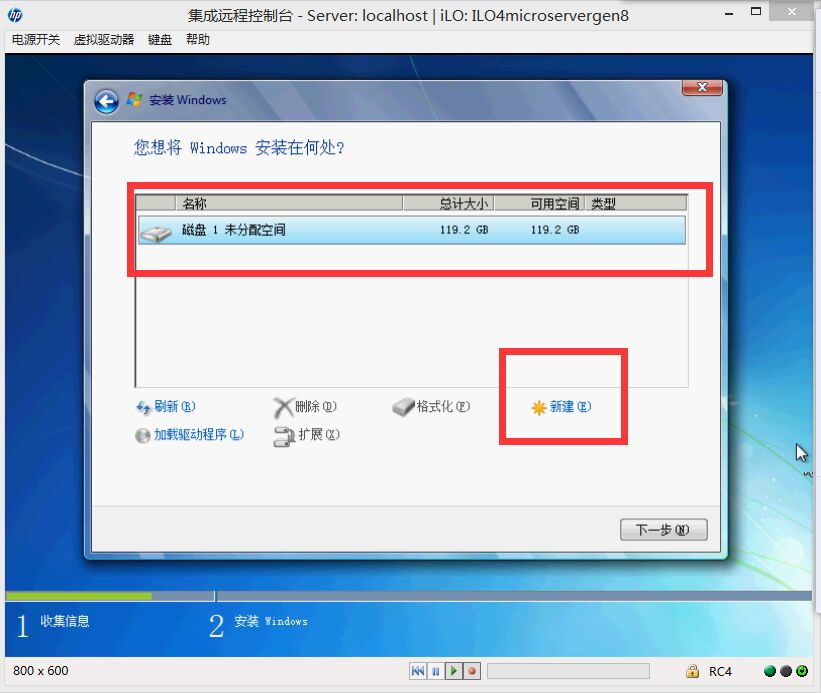 hp 集成远程控制台 - Server: localhost | iLO: ILO4microservergen8
电源开关 虚拟驱动器 键盘 帮助
安装 Windows
您想将 Windows 安装在何处?
名称 总计大小 可用空间 类型
磁盘 1 未分配空间 119.2 GB 119.2 GB
刷新(R) 删除(D) 格式化(F) 新建(E)
加载驱动程序(L) 扩展(X)
下一步(N)
1 收集信息 2 安装 Windows
800 x 600 RC4